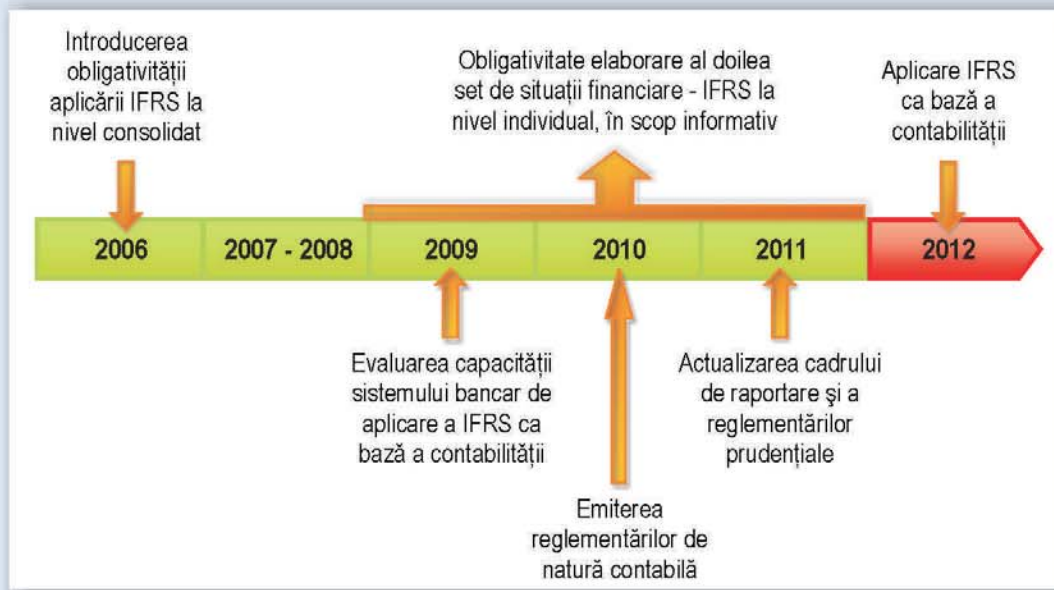 Introducerea
obligativității
aplicării IFRS la
nivel consolidat
Obligativitate elaborare al doilea
set de situații financiare - IFRS la
nivel individual, în scop informativ
Aplicare IFRS
ca bază a
contabilității
2006
2007 - 2008
2009
2010
2011
2012
Evaluarea capacității
sistemului bancar de
aplicare a IFRS ca
bază a contabilității
Emiterea
reglementărilor de
natură contabilă
Actualizarea cadrului
de raportare şi a
reglementărilor
prudențiale